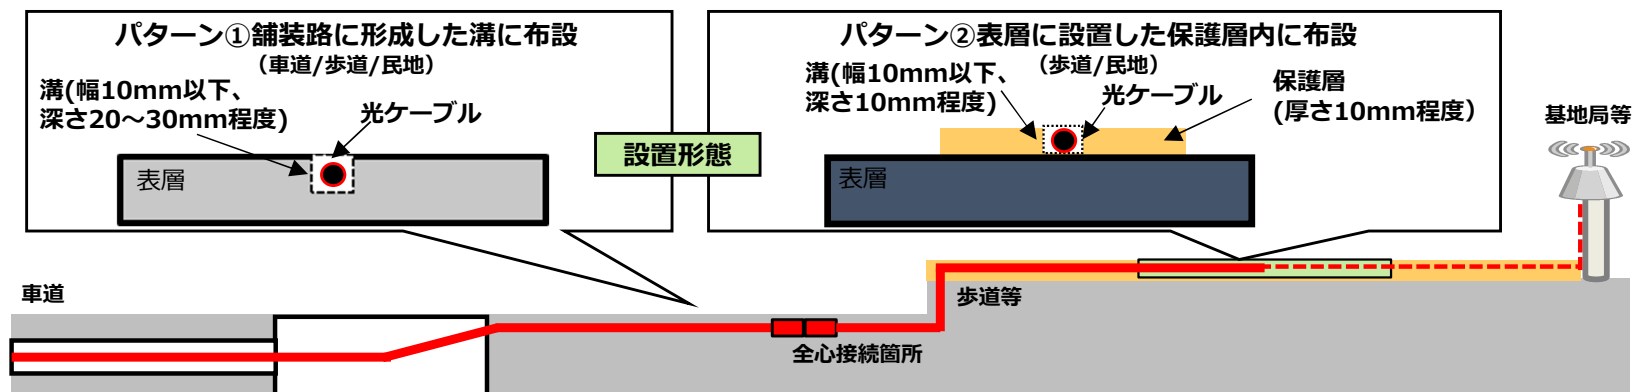 パターン①舗装路に形成した溝に布設
（車道/歩道/民地）
溝(幅10mm以下、
深さ20～30mm程度)
光ケーブル
表層
設置形態
パターン②表層に設置した保護層内に布設
（歩道/民地）
溝(幅10mm以下、
深さ10mm程度)
光ケーブル
保護層
(厚さ10mm程度）
表層
基地局等
車道
歩道等
全心接続箇所